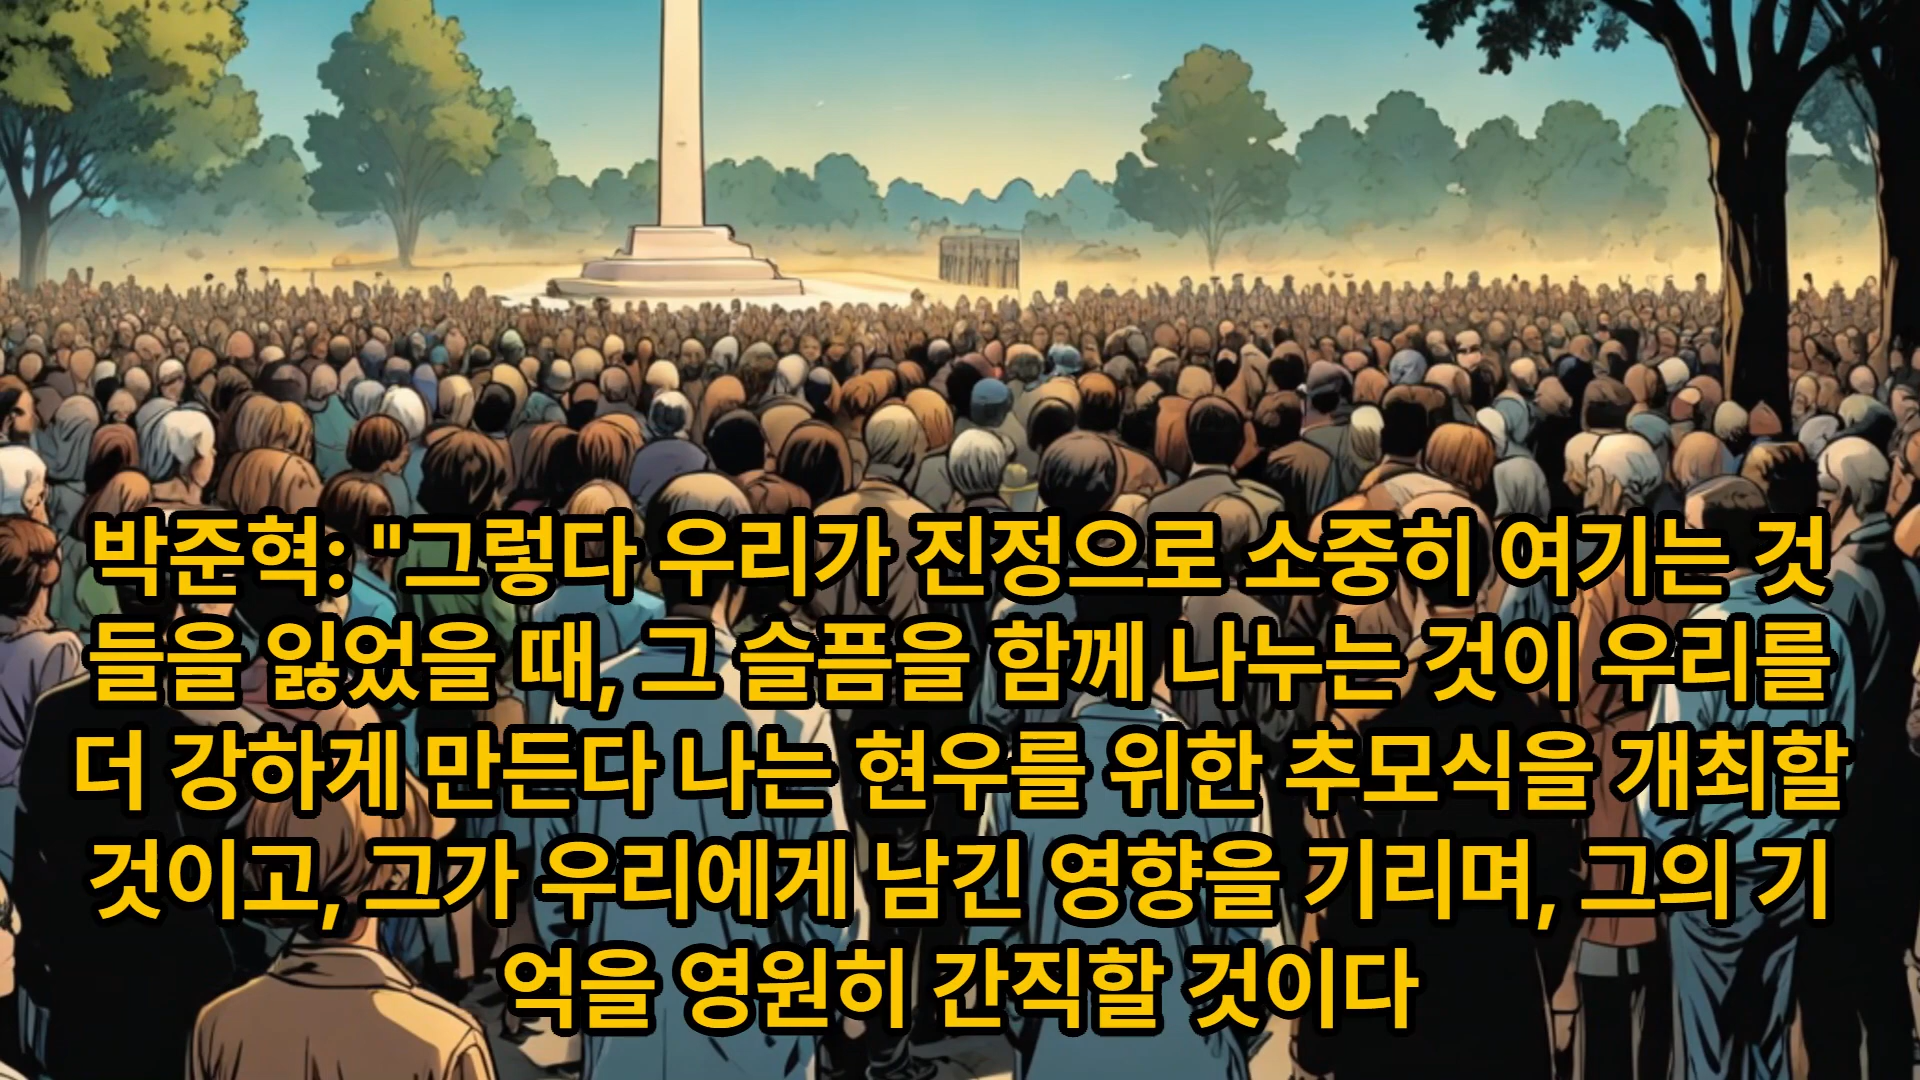 박준혁: "그렇다 우리가 진정으로 소중히 여기는 것
들을 잃었을 때, 그 슬픔을 함께 나누는 것이 우리를
더 강하게 만든다 나는 현우를 위한 추모식을 개최할
것이고, 그가 우리에게 남긴 영향을 기리며, 그의 기
억을 영원히 간직할 것이다